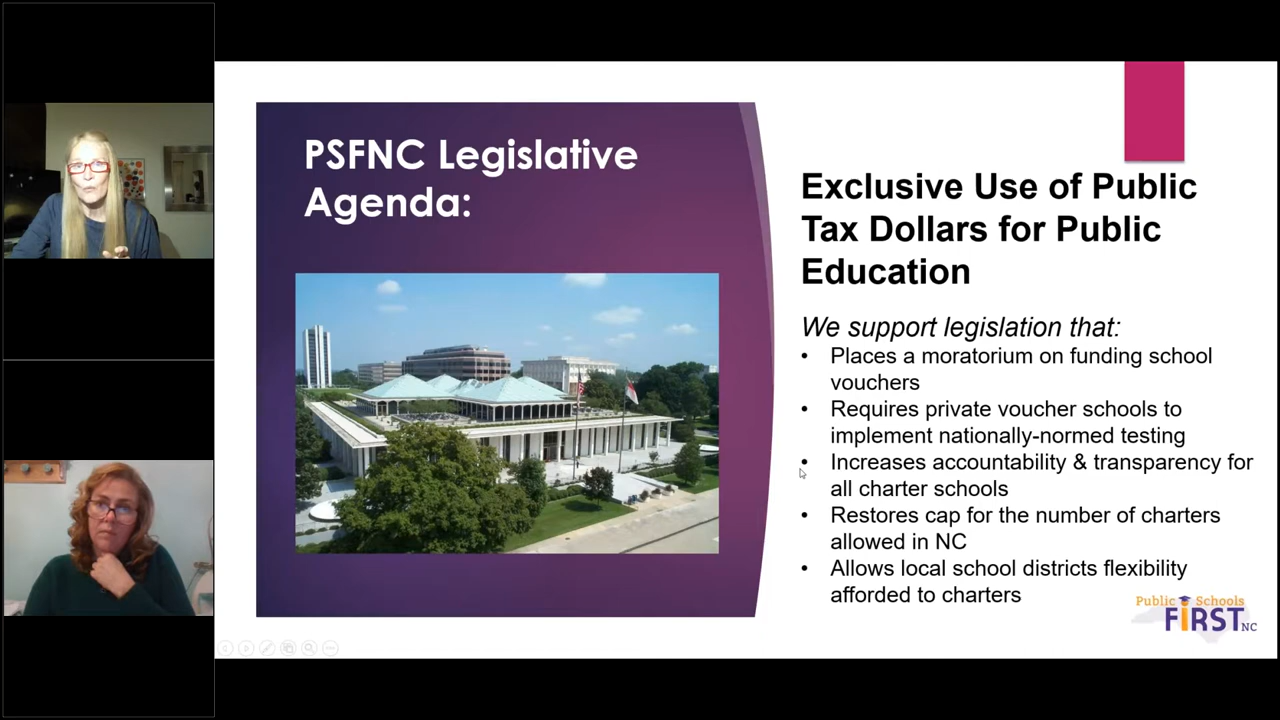 PSFNC Legislative
Agenda:
Exclusive Use of Public
Tax Dollars for Public
Education
We support legislation that:
• Places a moratorium on funding school
vouchers
• Requires private voucher schools to
implement nationally-normed testing
• Increases accountability & transparency for
all charter schools
• Restores cap for the number of charters
allowed in NC
• Allows local school districts flexibility
afforded to charters
Public Schools
FiRST NC